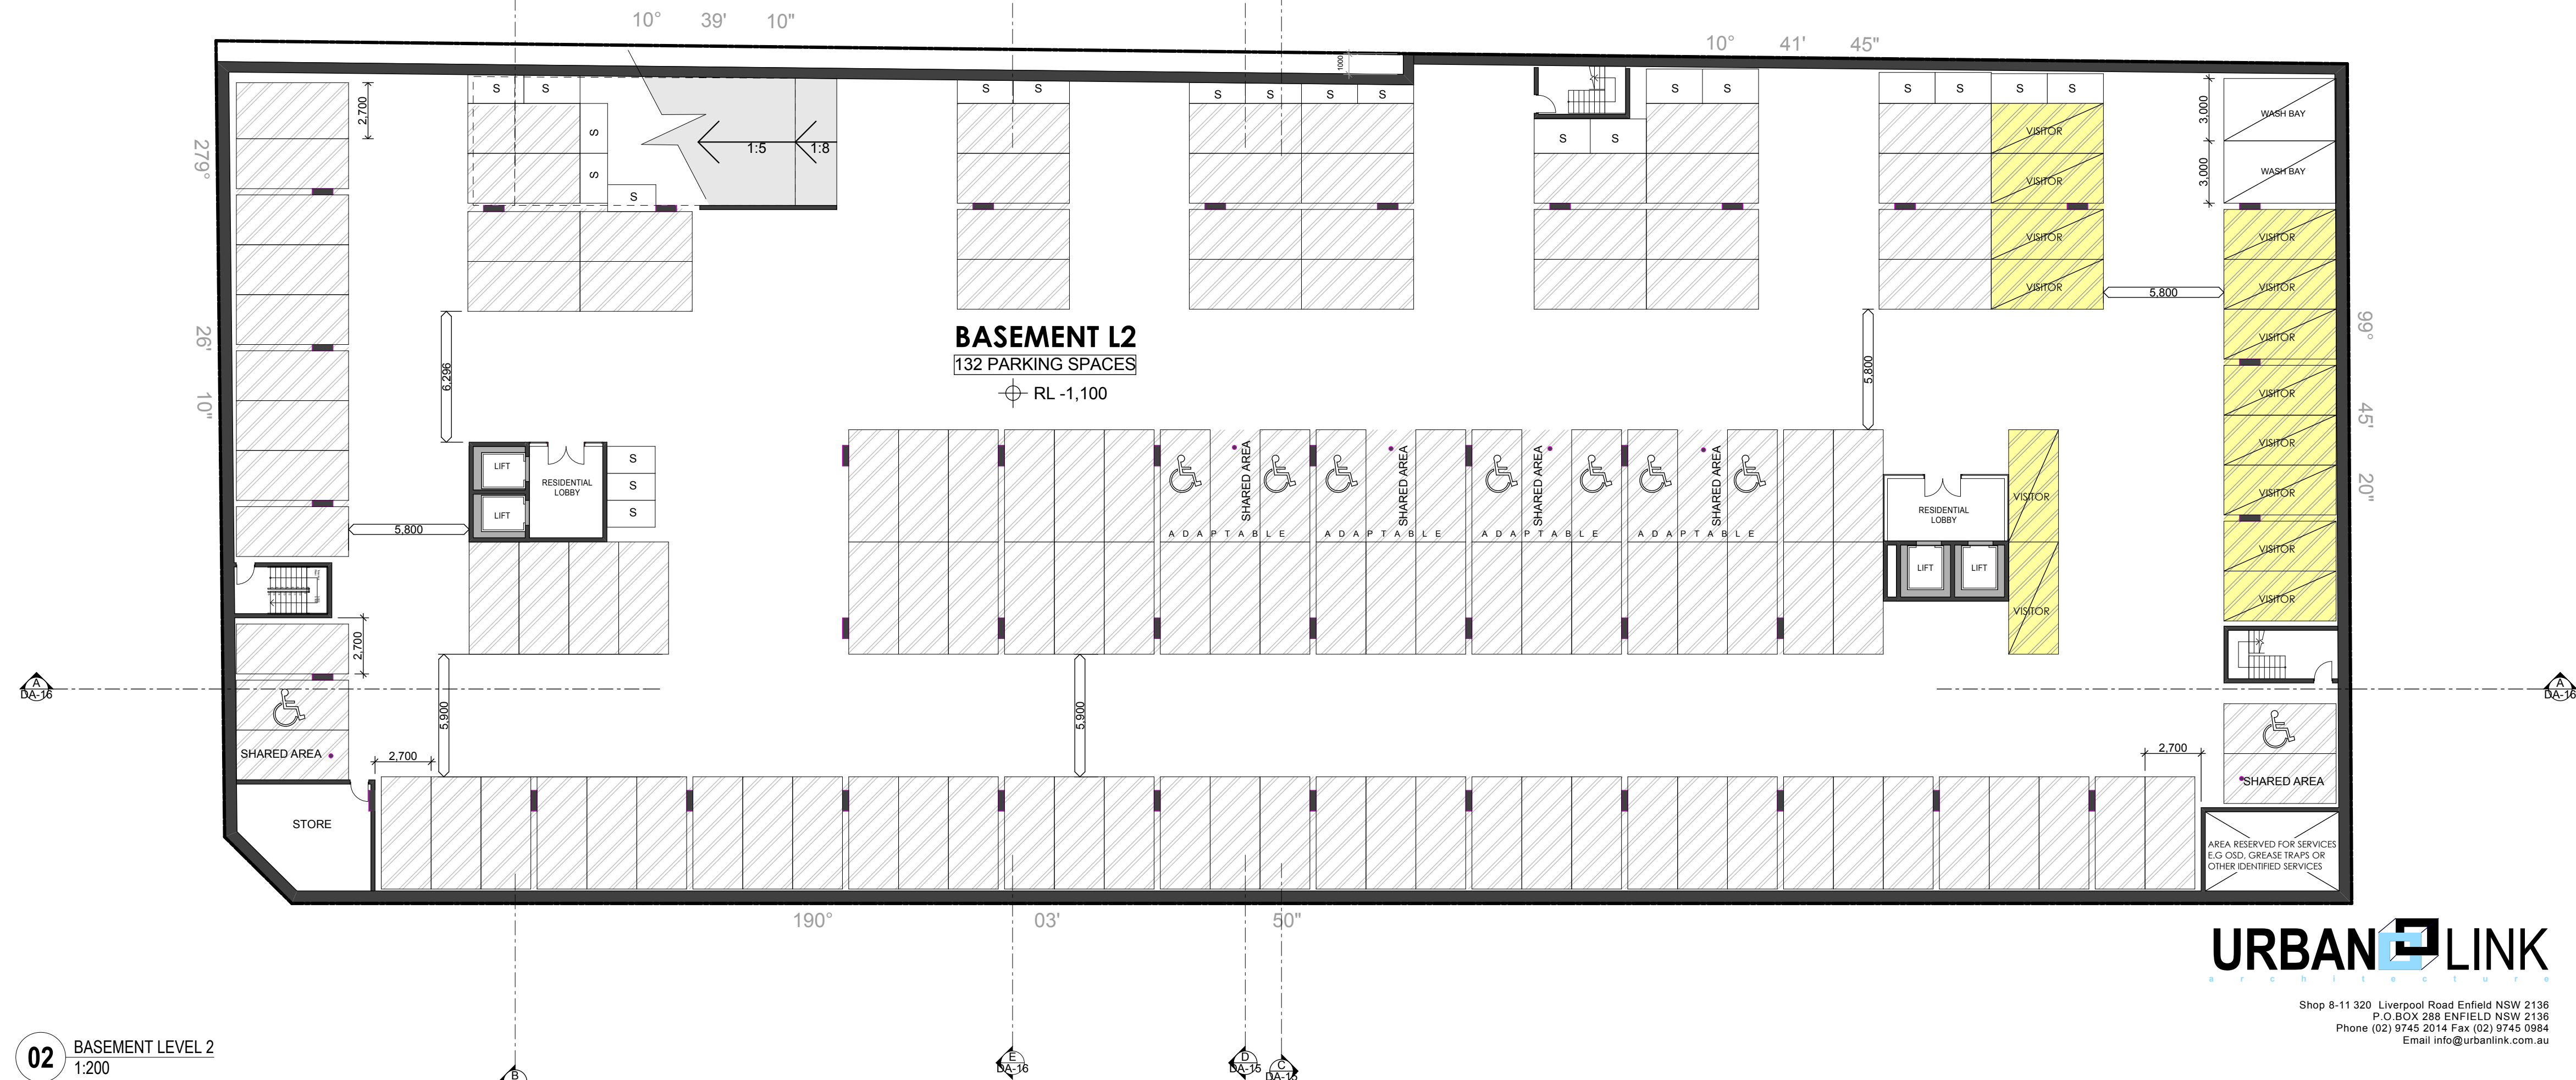 10° 39' 10"
10° 41' 45"
1000
S S
S S
S S S S
S S
S S S S
2,700
3,000
WASH BAY
S
1:5
1:8
S S
VISITOR
279°
S
WASH BAY
3,000
VISITOR
S
VISITOR
VISITOR
VISITOR
VISITOR
5,800
99°
26'
BASEMENT L2
132 PARKING SPACES
RL -1,100
6,296
5,800
VISITOR
VISITOR
10"
45'
VISITOR
LIFT
RESIDENTIAL
LOBBY
S
S
S
LIFT
SHARED AREA
SHARED AREA
SHARED AREA
SHARED AREA
ADAPTABLE
ADAPTABLE
ADAPTABLE
ADAPTABLE
RESIDENTIAL
LOBBY
VISITOR
VISITOR
20"
5,800
VISITOR
LIFT
LIFT
VISITOR
VISITOR
2,700
A
DA-16
A
DA-16
5,900
5,900
SHARED AREA
2,700
2,700
SHARED AREA
STORE
AREA RESERVED FOR SERVICES
E.G OSD, GREASE TRAPS OR
OTHER IDENTIFIED SERVICES
190° 03' 50"
URBAN LINK
architecture
Shop 8-11 320 Liverpool Road Enfield NSW 2136
P.O.BOX 288 ENFIELD NSW 2136
Phone (02) 9745 2014 Fax (02) 9745 0984
Email info@urbanlink.com.au
02
BASEMENT LEVEL 2
1:200
B
E
DA-16
D
DA-15
C
DA-15